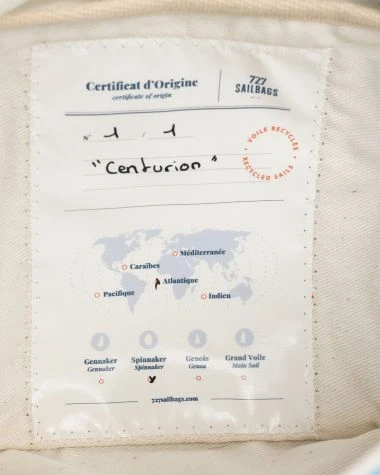 Certificat d'Origine
certificate of origin
727
SAILBAGS
N° 1 / 1
"Centurion"
• VOILE RECYCLÉE •
RECYCLED SAILS
Méditerranée
Caraïbes
Atlantique
Pacifique
Indien
Gennaker Spinnaker Genois Grand Voile
Gennaker Spinnaker Genoa Main Sail
727sailbags.com